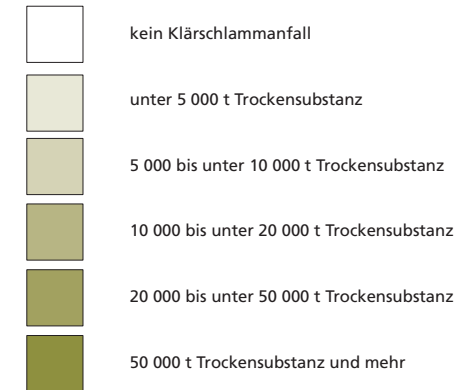 kein Klärschlammanfall
unter 5 000 t Trockensubstanz
5 000 bis unter 10 000 t Trockensubstanz
10 000 bis unter 20 000 t Trockensubstanz
20 000 bis unter 50 000 t Trockensubstanz
50 000 t Trockensubstanz und mehr